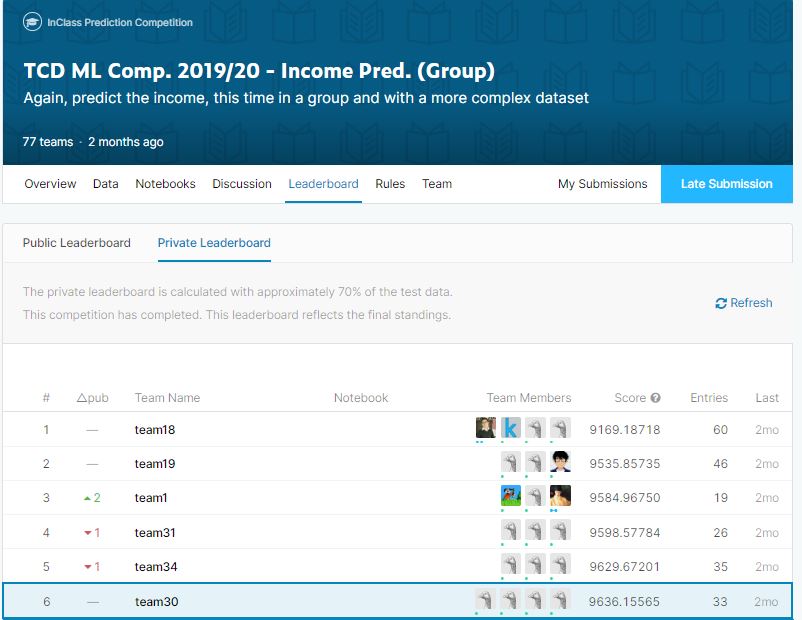 InClass Prediction Competition
TCD ML Comp. 2019/20 - Income Pred. (Group)
Again, predict the income, this time in a group and with a more complex dataset
77 teams · 2 months ago
Overview Data Notebooks Discussion Leaderboard Rules Team My Submissions Late Submission
Public Leaderboard Private Leaderboard
The private leaderboard is calculated with approximately 70% of the test data.
This competition has completed. This leaderboard reflects the final standings.
Refresh
# △pub Team Name Notebook Team Members Score ? Entries Last
1 — team18 k 9169.18718 60 2mo
2 — team19 9535.85735 46 2mo
3 ▲2 team1 9584.96750 19 2mo
4 ▼1 team31 9598.57784 26 2mo
5 ▼1 team34 9629.67201 35 2mo
6 — team30 9636.15565 33 2mo